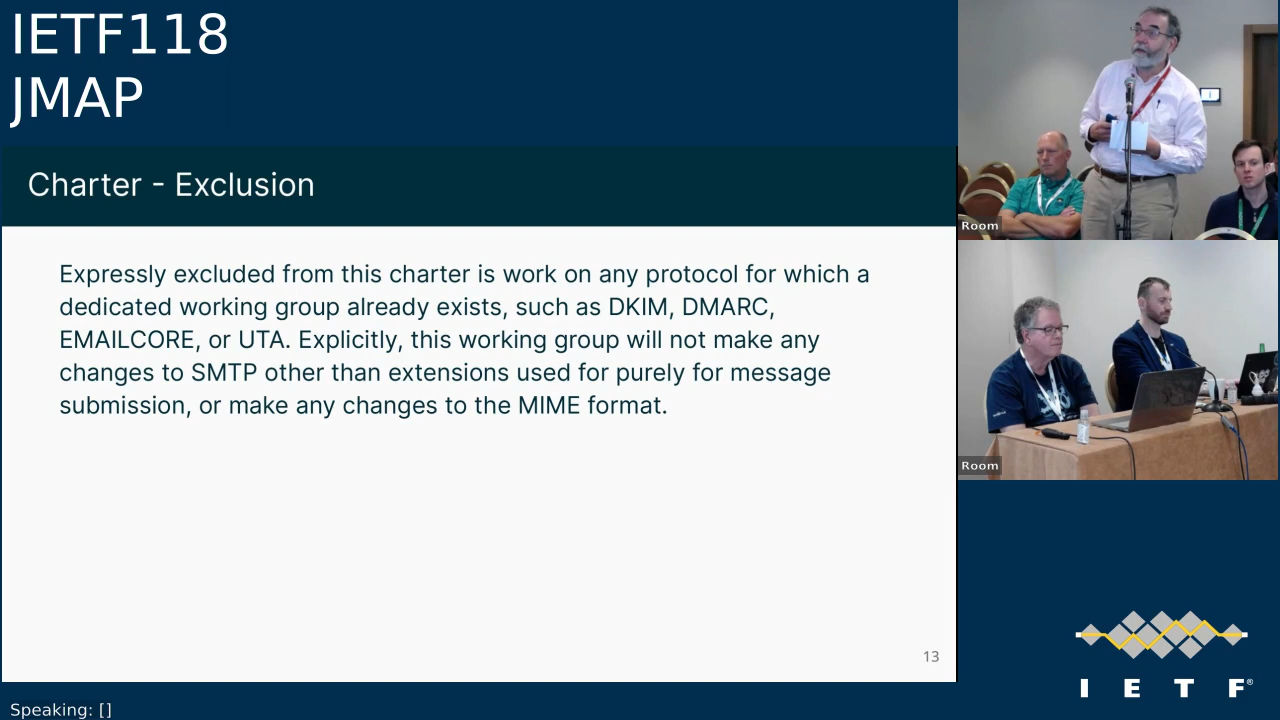 IETF118
JMAP
Charter - Exclusion
Expressly excluded from this charter is work on any protocol for which a
dedicated working group already exists, such as DKIM, DMARC,
EMAILCORE, or UTA. Explicitly, this working group will not make any
changes to SMTP other than extensions used for purely for message
submission, or make any changes to the MIME format.
13
Room
Room
I E T F®
Speaking: []